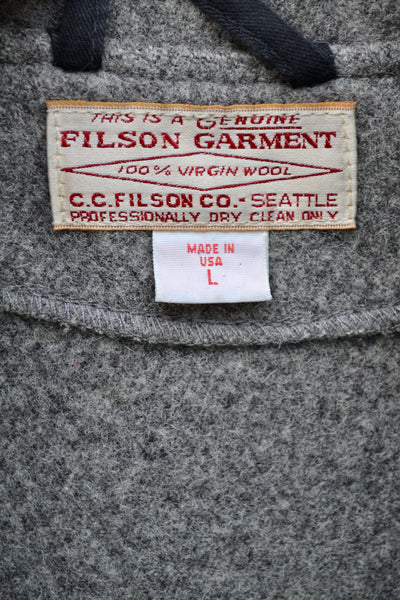 THIS IS A GENUINE
FILSON GARMENT
100% VIRGIN WOOL
C.C. FILSON CO. - SEATTLE
PROFESSIONALLY DRY CLEAN ONLY
MADE IN
USA
L